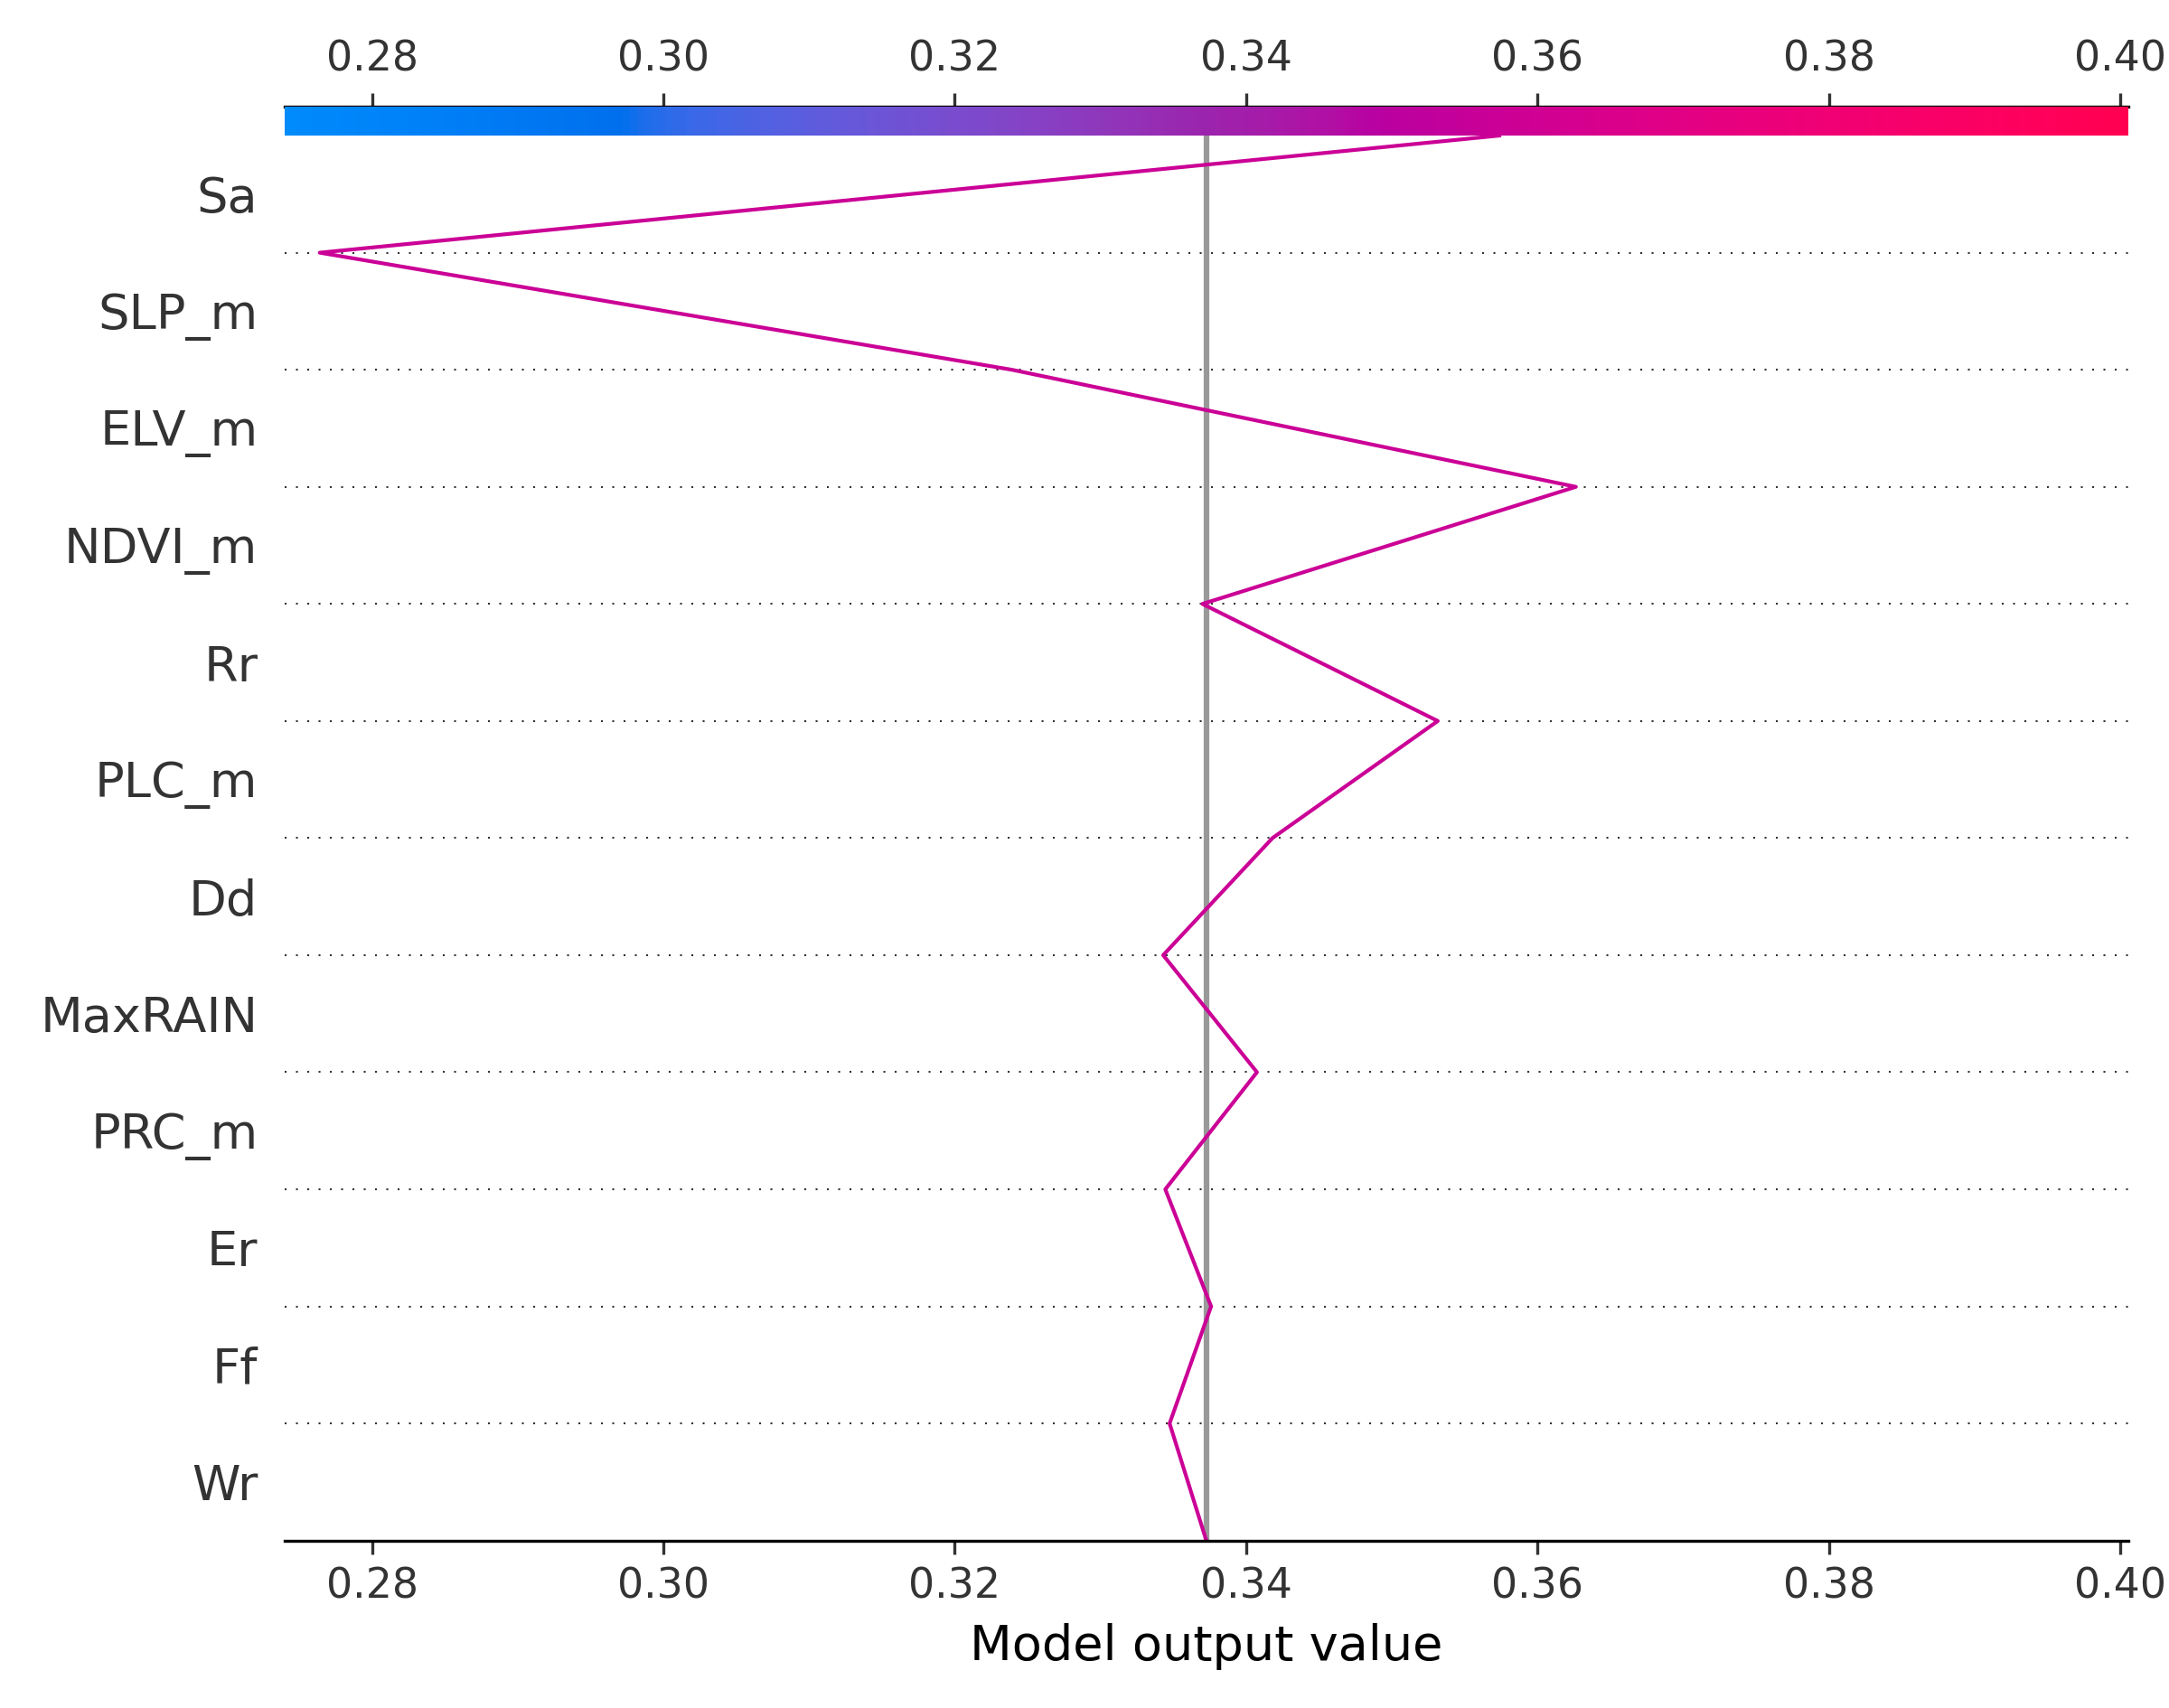 0.28 0.30 0.32 0.34 0.36 0.38 0.40
Sa
SLP_m
ELV_m
NDVI_m
Rr
PLC_m
Dd
MaxRAIN
PRC_m
Er
Ff
Wr
0.28 0.30 0.32 0.34 0.36 0.38 0.40
Model output value